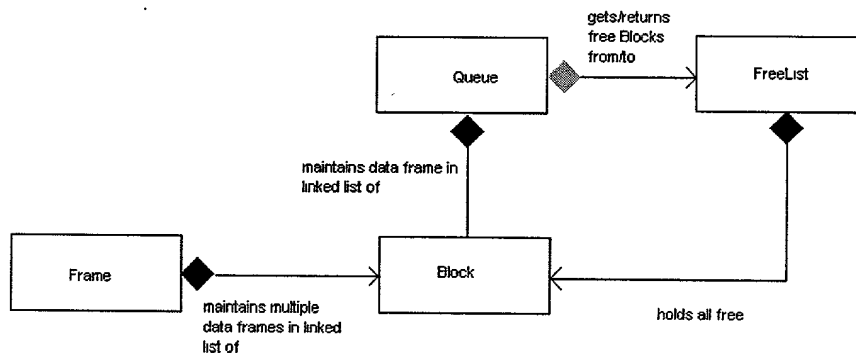 gets/returns
free Blocks
from/to
Queue
FreeList
maintains data frame in
linked list of
Frame
Block
maintains multiple
data frames in linked
list of
holds all free